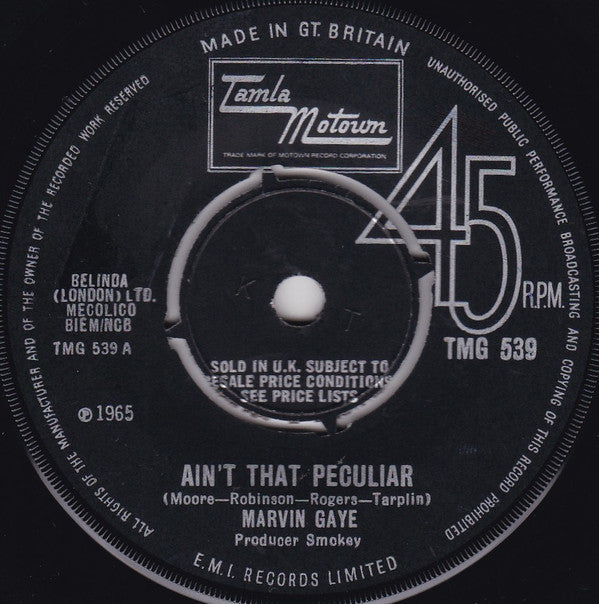 MADE IN GT. BRITAIN
UNAUTHORISED PUBLIC PERFORMANCE BROADCASTING AND COPYING OF THIS RECORD PROHIBITED
ALL RIGHTS OF THE MANUFACTURER AND OF THE OWNER OF THE RECORDED WORK RESERVED
Tamla
Motown
TRADE MARK OF MOTOWN RECORD CORPORATION
45
R.P.M.
BELINDA
(LONDON) LTD.
MECOLICO
BIEM/NCB
TMG 539 A
TMG 539
K T
SOLD IN U.K. SUBJECT TO
RESALE PRICE CONDITIONS
SEE PRICE LISTS
℗ 1965
AIN'T THAT PECULIAR
(Moore—Robinson—Rogers—Tarplin)
MARVIN GAYE
Producer Smokey
E.M.I. RECORDS LIMITED